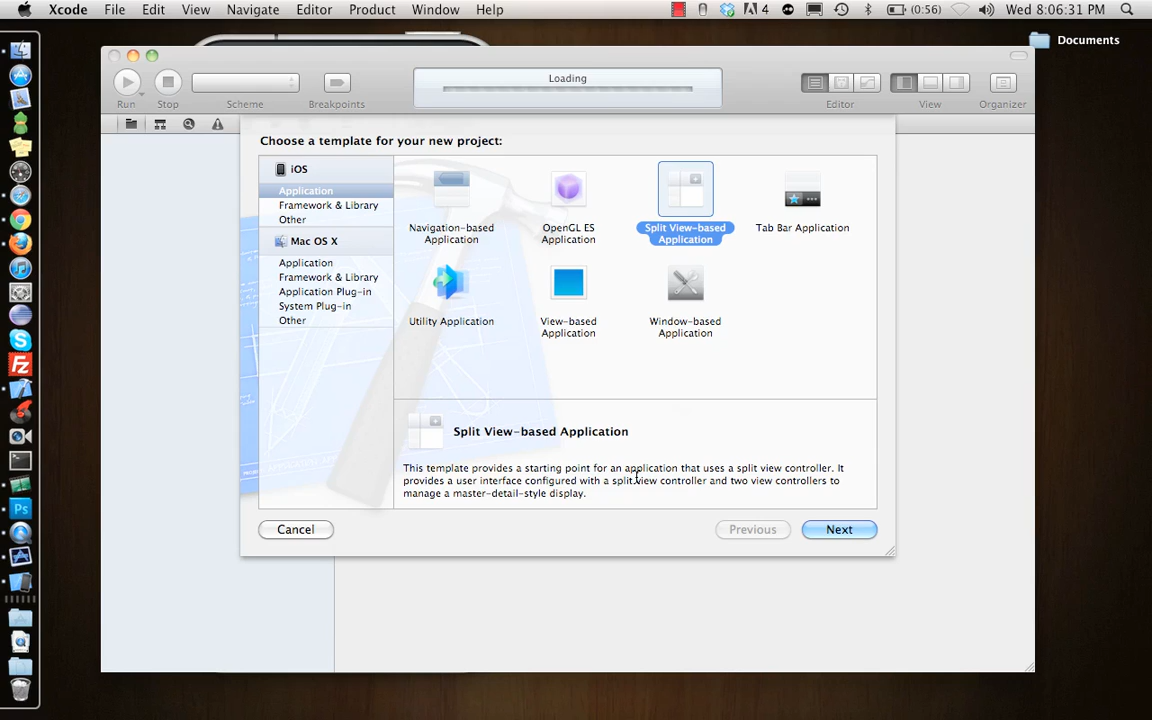 Xcode File Edit View Navigate Editor Product Window Help 4 (0:56) Wed 8:06:31 PM
Documents
Loading
Run Stop Scheme Breakpoints Editor View Organizer
Choose a template for your new project:
iOS
Application
Framework & Library
Other
Mac OS X
Application
Framework & Library
Application Plug-in
System Plug-in
Other
Navigation-based
Application
OpenGL ES
Application
Split View-based
Application
Tab Bar Application
Utility Application
View-based
Application
Window-based
Application
Split View-based Application
This template provides a starting point for an application that uses a split view controller. It
provides a user interface configured with a split view controller and two view controllers to
manage a master-detail-style display.
Cancel Previous Next
Fz
Ps